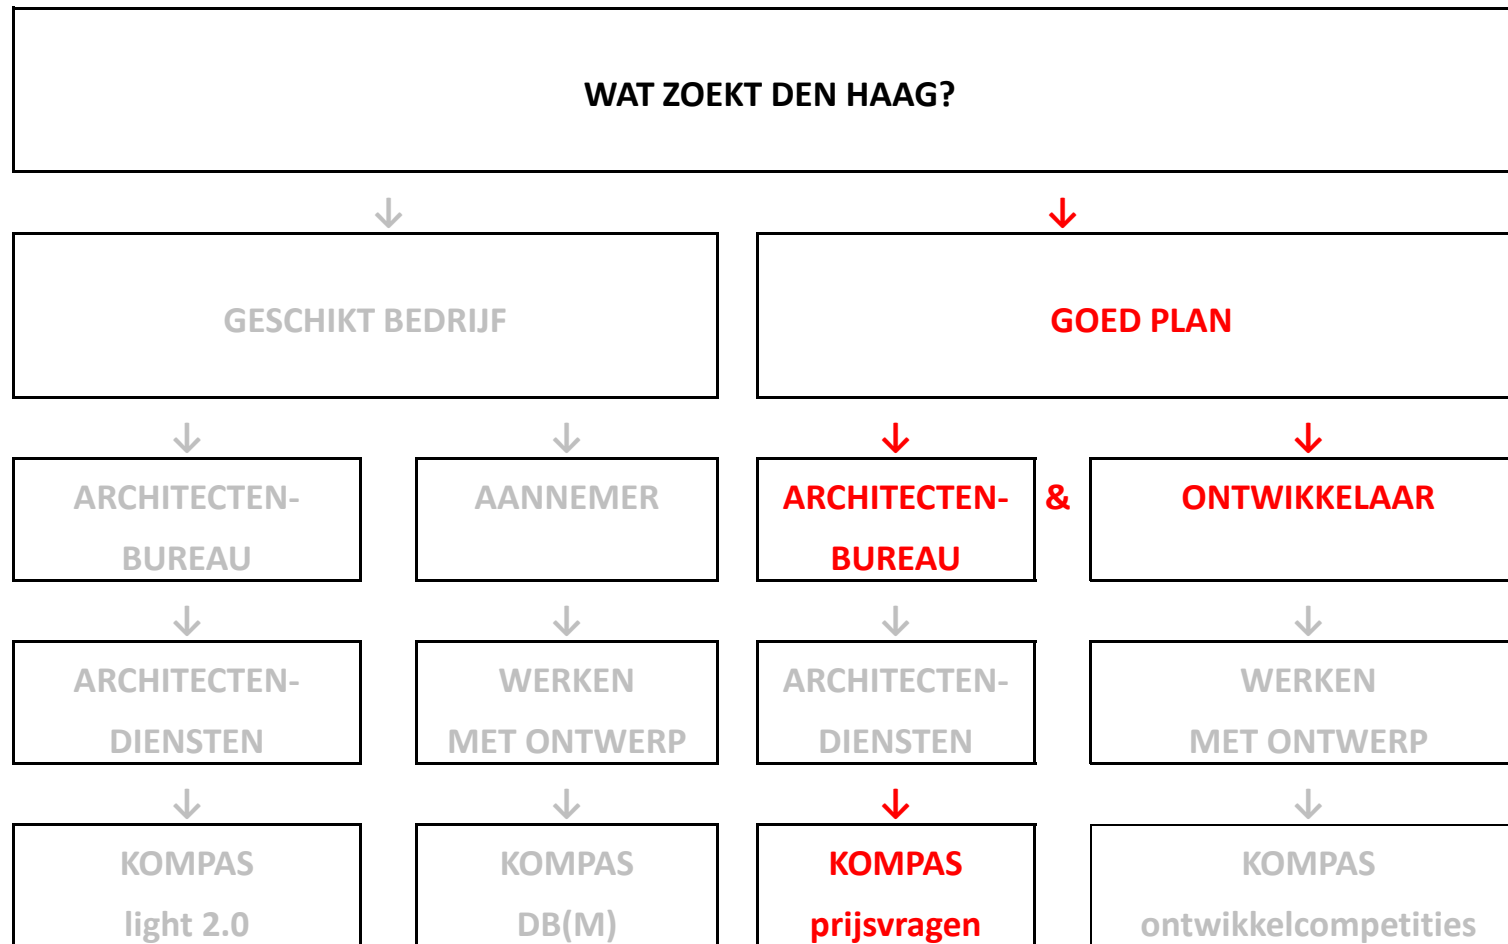 WAT ZOEKT DEN HAAG?
↓ ↓
GESCHIKT BEDRIJF GOED PLAN
↓ ↓ ↓ ↓
ARCHITECTEN- AANNEMER ARCHITECTEN- & ONTWIKKELAAR
BUREAU BUREAU
↓ ↓ ↓ ↓
ARCHITECTEN- WERKEN ARCHITECTEN- WERKEN
DIENSTEN MET ONTWERP DIENSTEN MET ONTWERP
↓ ↓ ↓ ↓
KOMPAS KOMPAS KOMPAS KOMPAS
light 2.0 DB(M) prijsvragen ontwikkelcompetities